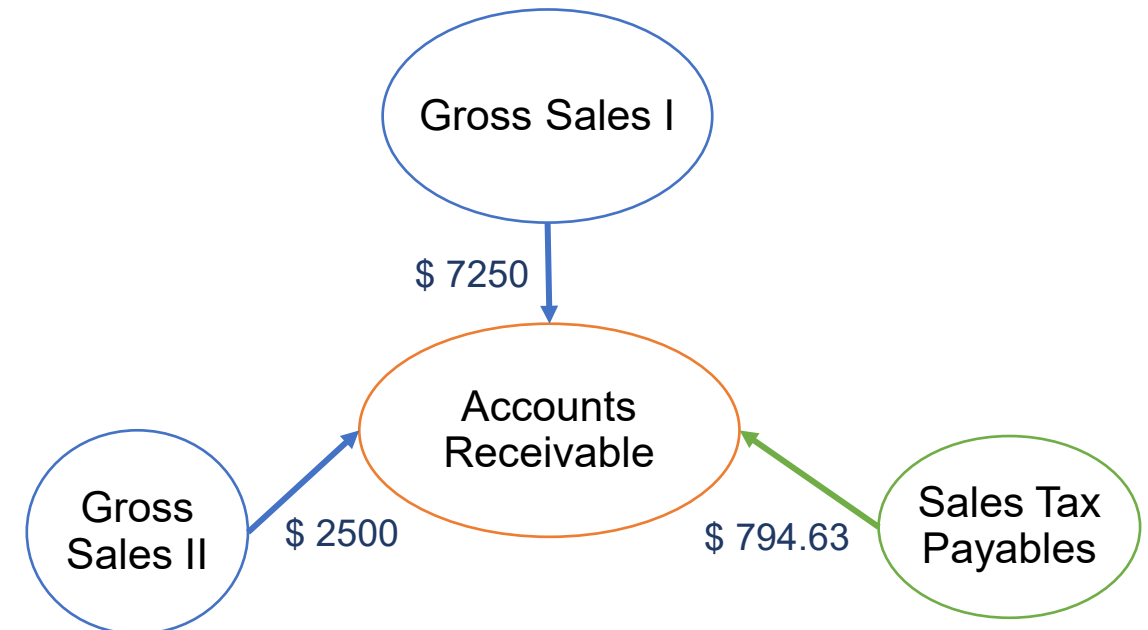 Gross Sales I
$ 7250
Accounts
Receivable
Gross
Sales II
$ 2500
$ 794.63
Sales Tax
Payables